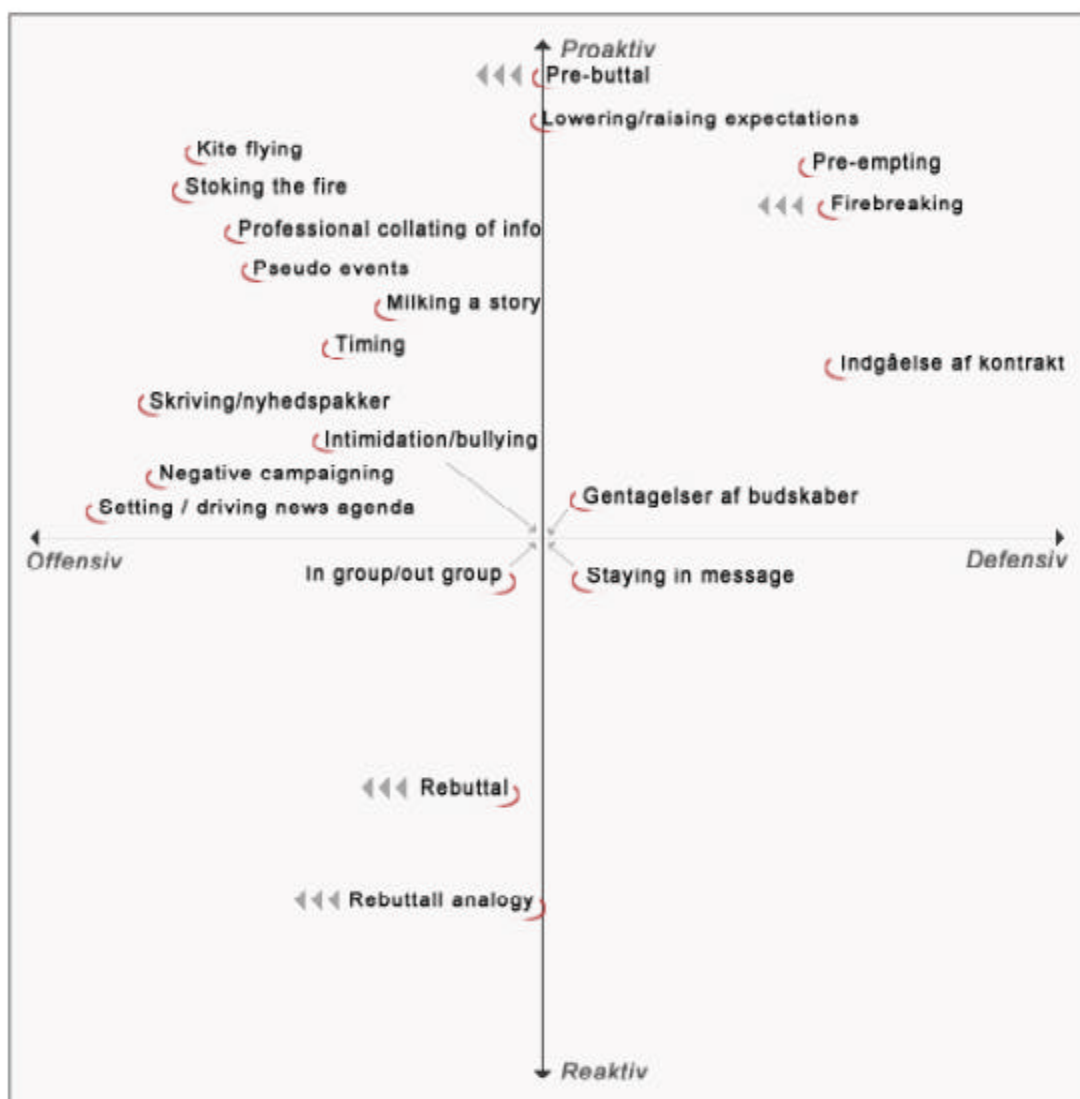 Proaktiv
Pre-buttal
Lowering/raising expectations
Kite flying
Pre-empting
Stoking the fire
Firebreaking
Professional collating of info
Pseudo events
Milking a story
Timing
Indgåelse af kontrakt
Skriving/nyhedspakker
Intimidation/bullying
Negative campaigning
Gentagelser af budskaber
Setting / driving news agenda
Offensiv
Defensiv
In group/out group
Staying in message
Rebuttal
Rebuttall analogy
Reaktiv